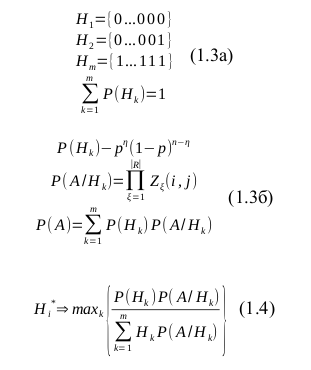 H₁={0...000}
H₂={0...001} (1.3а)
Hₘ={1...111}
∑ₖ₌₁ᵐ P(Hₖ)=1
P(Hₖ)−p^η(1−p)^(n−η)
P(A/Hₖ)=∏_(ξ=1)^|R| Z_ξ(i,j) (1.3б)
P(A)=∑ₖ₌₁ᵐ P(Hₖ)P(A/Hₖ)
Hᵢ*⇒maxₖ{P(Hₖ)P(A/Hₖ) / ∑ₖ₌₁ᵐ HₖP(A/Hₖ)} (1.4)